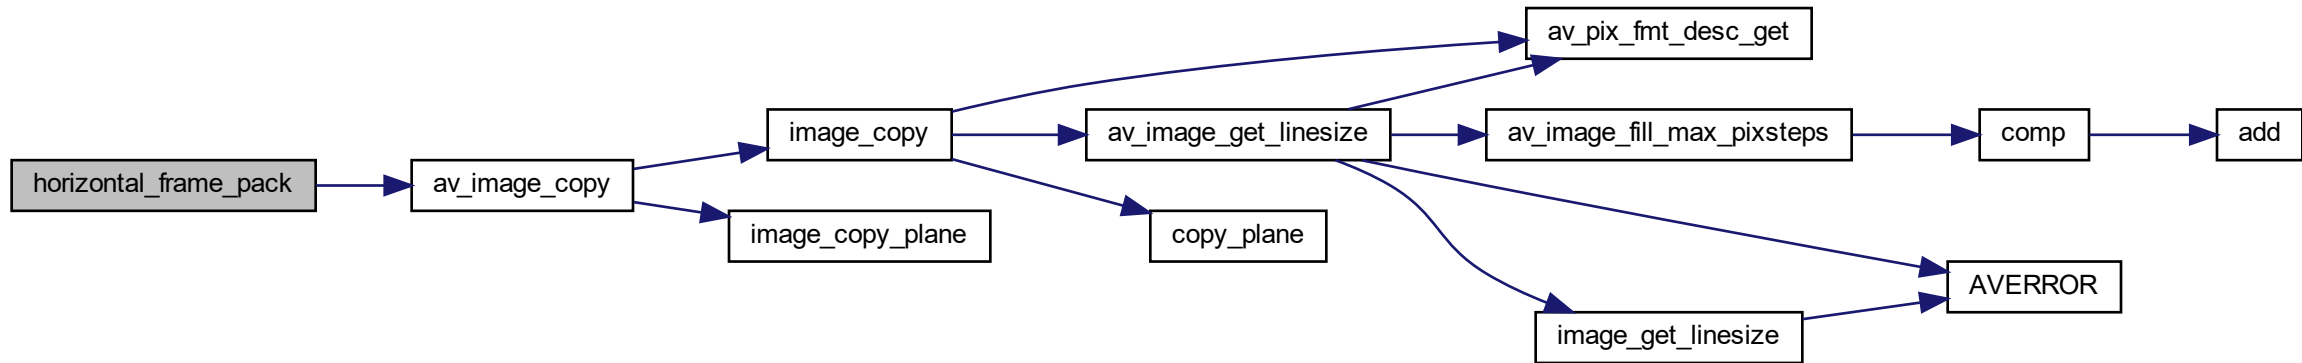 horizontal_frame_pack
av_image_copy
image_copy
image_copy_plane
av_image_get_linesize
copy_plane
av_pix_fmt_desc_get
av_image_fill_max_pixsteps
image_get_linesize
comp
AVERROR
add